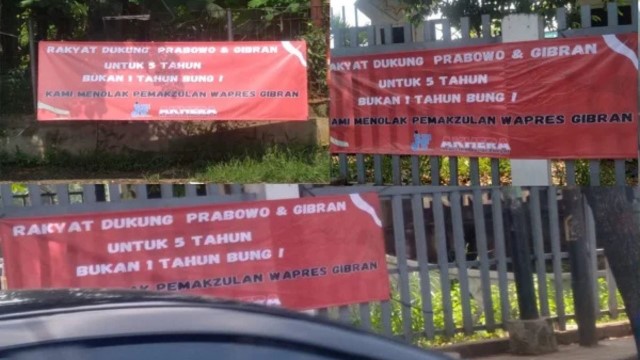 RAKYAT DUKUNG PRABOWO & GIBRAN
UNTUK 5 TAHUN
BUKAN 1 TAHUN BUNG !
KAMI MENOLAK PEMAKZULAN WAPRES GIBRAN
AKHERA
RAKYAT DUKUNG PRABOWO & GIBRAN
UNTUK 5 TAHUN
BUKAN 1 TAHUN BUNG !
KAMI MENOLAK PEMAKZULAN WAPRES GIBRAN
AKHERA
RAKYAT DUKUNG PRABOWO & GIBRAN
UNTUK 5 TAHUN
BUKAN 1 TAHUN BUNG !
PEMAKZULAN WAPRES GIBRAN